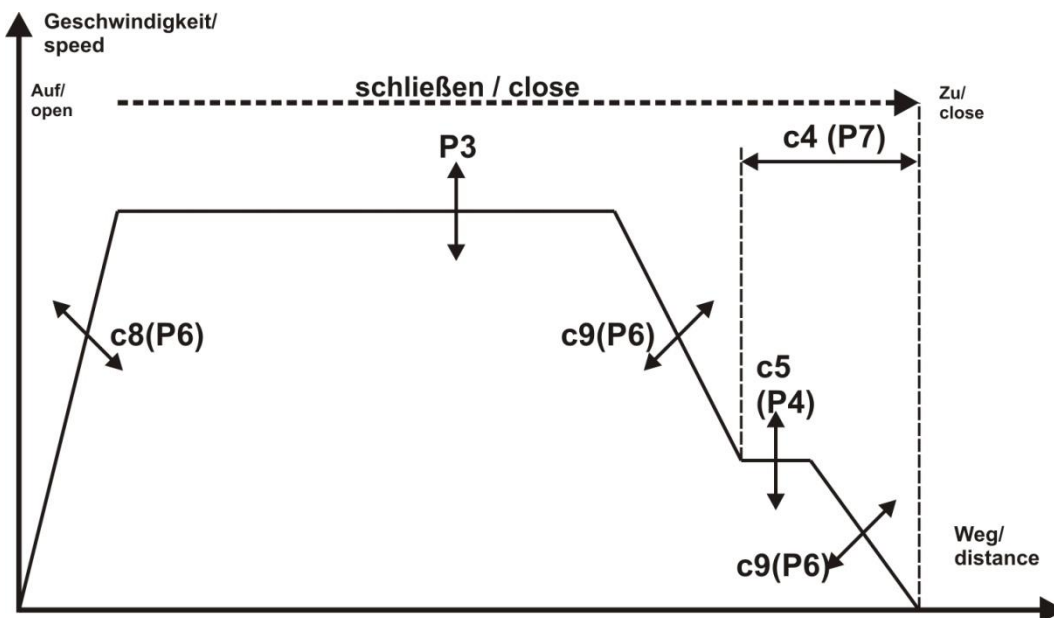 Geschwindigkeit/
speed
Auf/
open
schließen / close
Zu/
close
c4 (P7)
P3
c8(P6)
c9(P6)
c5
(P4)
c9(P6)
Weg/
distance